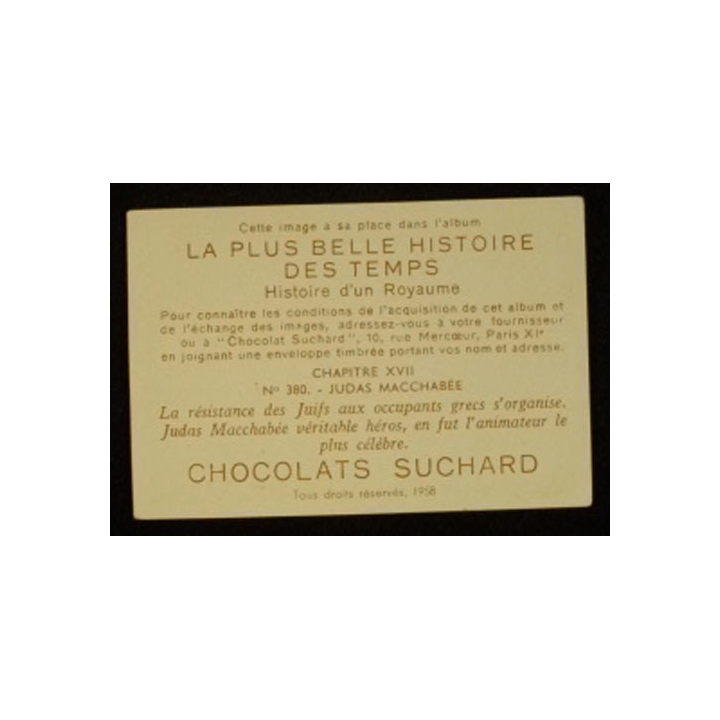 Cette image a sa place dans l'album
LA PLUS BELLE HISTOIRE
DES TEMPS
Histoire d'un Royaume
Pour connaître les conditions de l'acquisition de cet album et
de l'échange des images, adressez-vous à votre fournisseur
ou à "Chocolat Suchard", 10, rue Mercœur, Paris XIe
en joignant une enveloppe timbrée portant vos nom et adresse.
CHAPITRE XVII
No 380. - JUDAS MACCHABÉE
La résistance des Juifs aux occupants grecs s'organise.
Judas Macchabée véritable héros, en fut l'animateur le
plus célèbre.
CHOCOLATS SUCHARD
Tous droits réservés, 1958